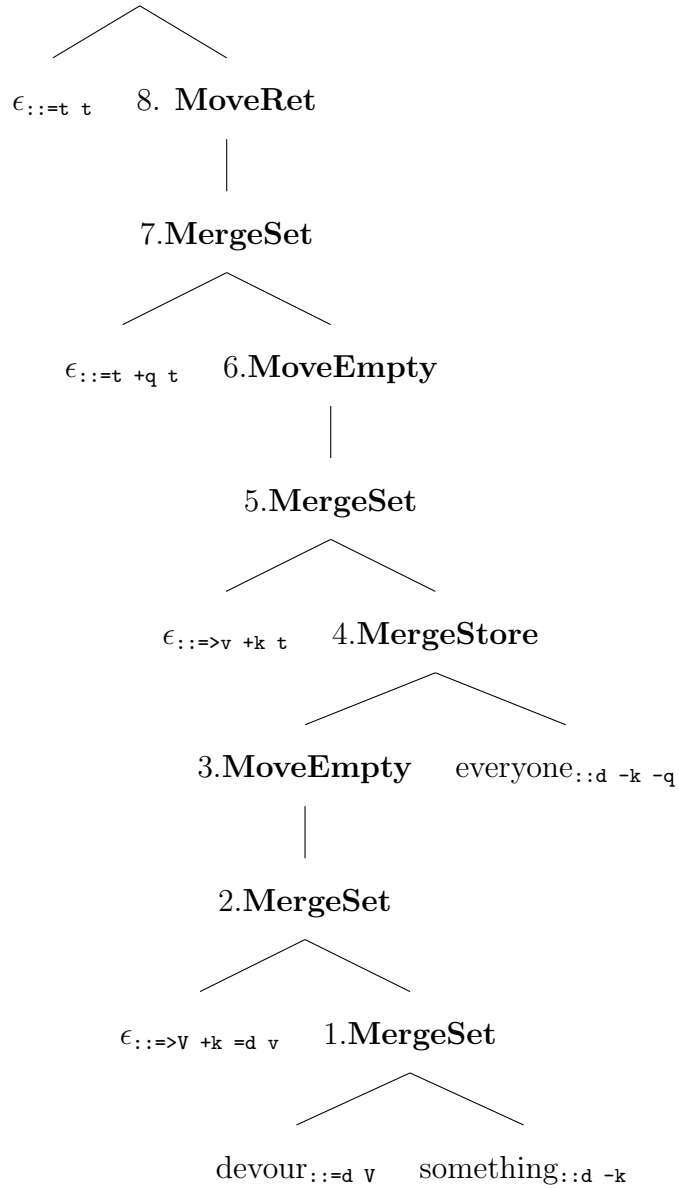 ϵ::=t t 8. MoveRet
7.MergeSet
ϵ::=t +q t 6.MoveEmpty
5.MergeSet
ϵ::=>v +k t 4.MergeStore
3.MoveEmpty everyone::d -k -q
2.MergeSet
ϵ::=>V +k =d v 1.MergeSet
devour::=d V something::d -k